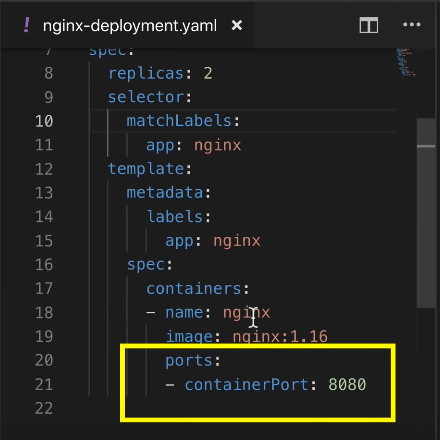 ! nginx-deployment.yaml ×
7 spec:
8 replicas: 2
9 selector:
10 matchLabels:
11 app: nginx
12 template:
13 metadata:
14 labels:
15 app: nginx
16 spec:
17 containers:
18 - name: nginx
19 image: nginx:1.16
20 ports:
21 - containerPort: 8080
22